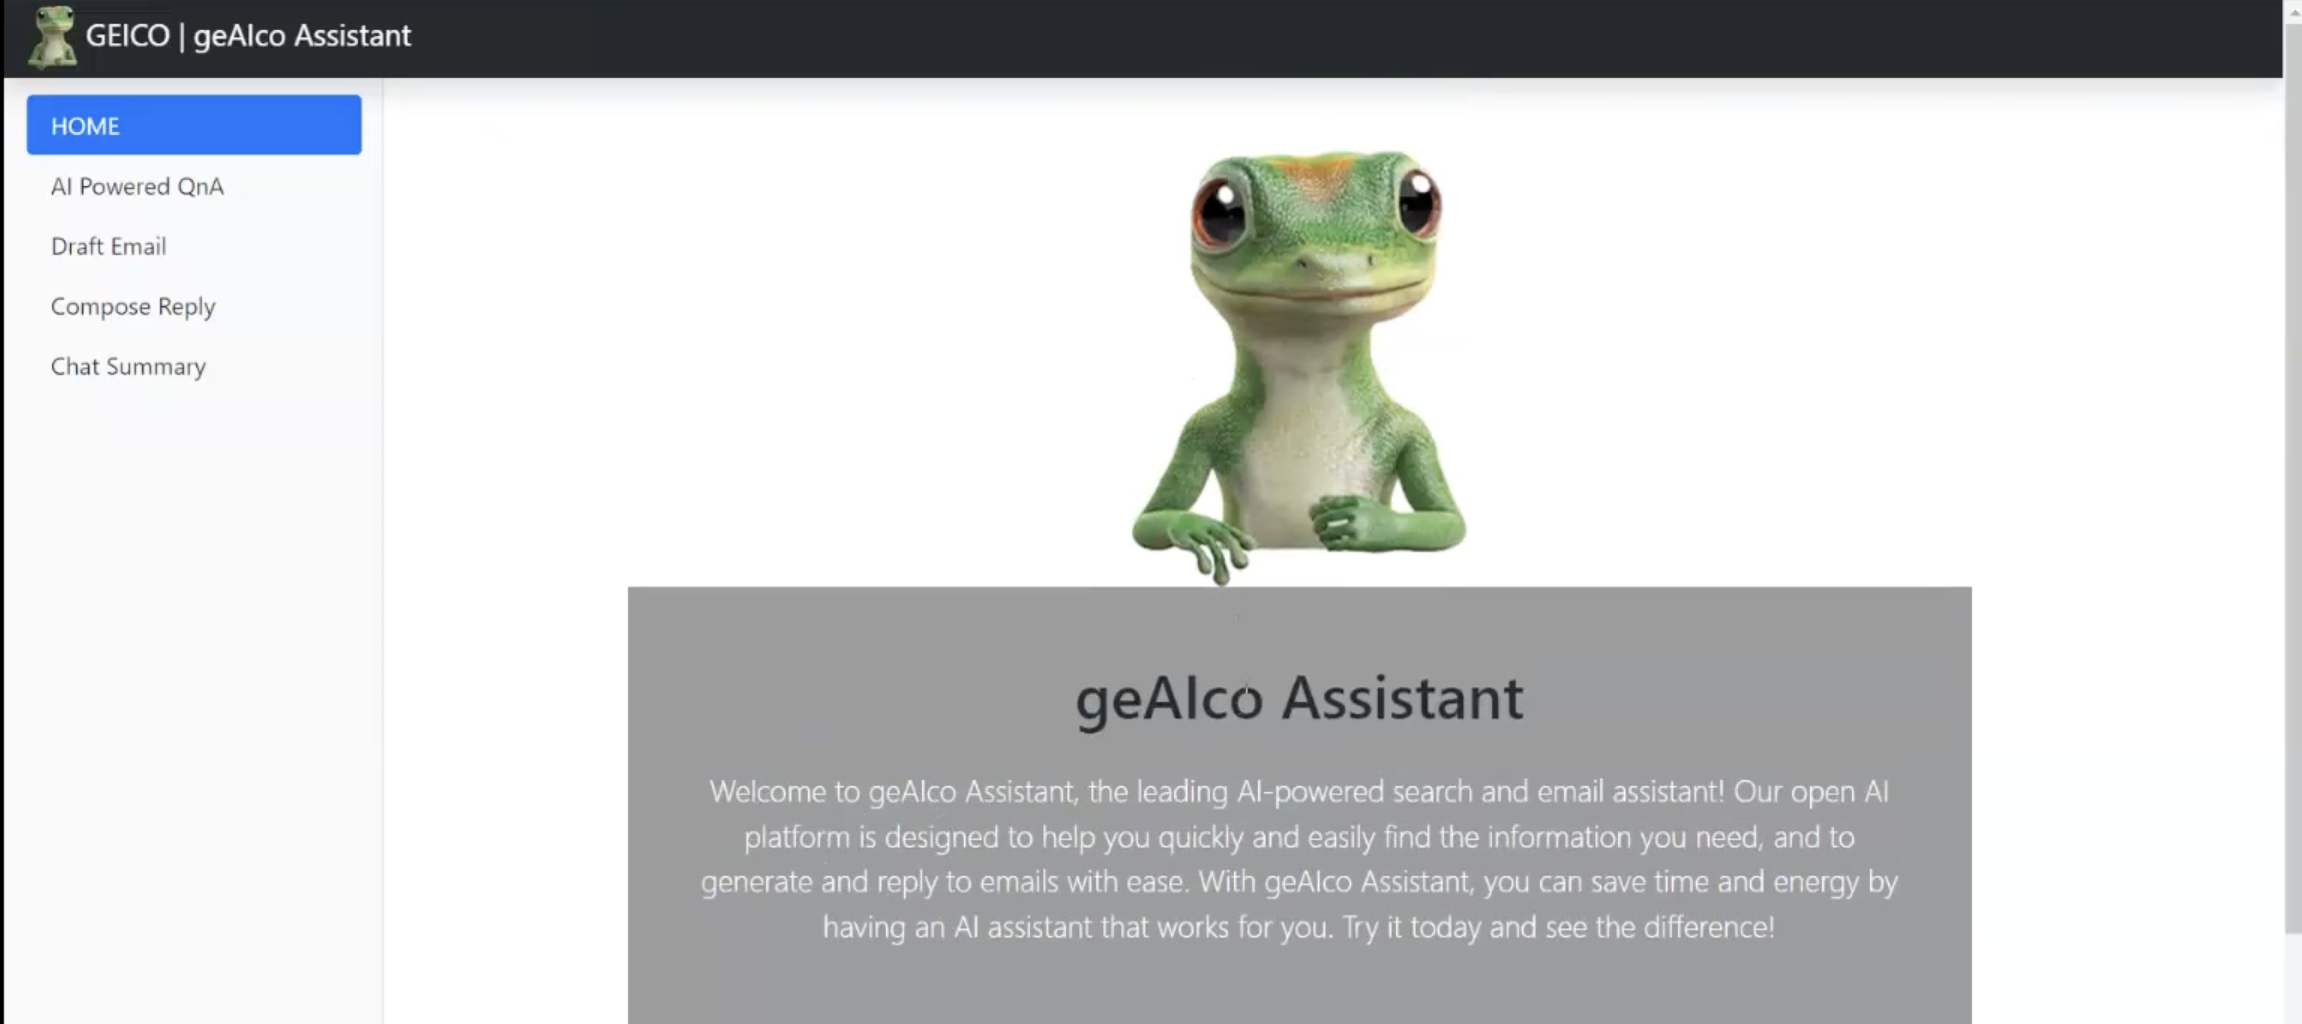 GEICO | geAIco Assistant
HOME
AI Powered QnA
Draft Email
Compose Reply
Chat Summary
geAIco Assistant
Welcome to geAIco Assistant, the leading AI-powered search and email assistant! Our open AI
platform is designed to help you quickly and easily find the information you need, and to
generate and reply to emails with ease. With geAIco Assistant, you can save time and energy by
having an AI assistant that works for you. Try it today and see the difference!